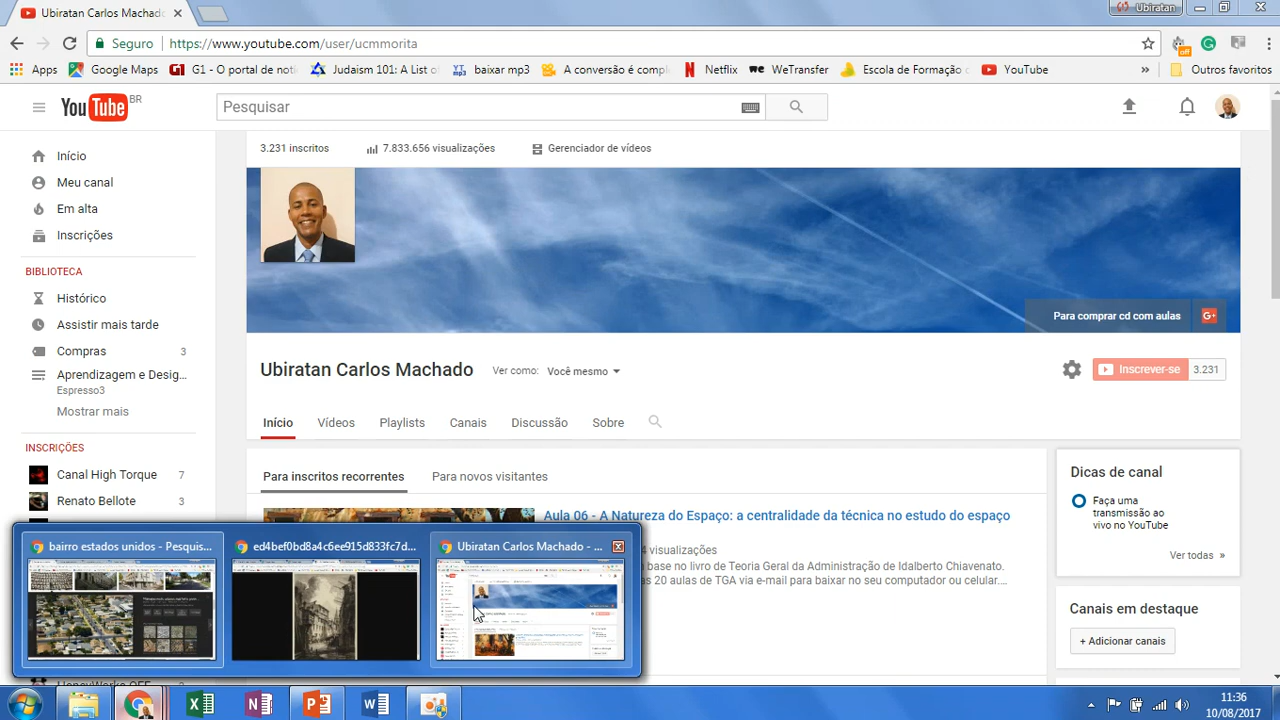 Ubiratan Carlos Machado
Ubiratan
Seguro
https://www.youtube.com/user/ucmmorita
off
Apps
Google Maps
G1 - O portal de noti
Judaism 101: A List o
baixar mp3
A conversão é compl
Netflix
WeTransfer
Escola de Formação
YouTube
»
Outros favoritos
YouTube BR
Pesquisar
3.231 inscritos
7.833.656 visualizações
Gerenciador de vídeos
Início
Meu canal
Em alta
Inscrições
BIBLIOTECA
Histórico
Assistir mais tarde
Compras 3
Aprendizagem e Desig...
Espresso3
Mostrar mais
INSCRIÇÕES
Canal High Torque 7
Renato Bellote 3
Para comprar cd com aulas
G+
Ubiratan Carlos Machado
Ver como: Você mesmo
Inscrever-se 3.231
Início
Vídeos
Playlists
Canais
Discussão
Sobre
Para inscritos recorrentes
Para novos visitantes
Aula 06 - A Natureza do Espaço: a centralidade da técnica no estudo do espaço
visualizações
base no livro de Teoria Geral da Administração de Idalberto Chiavenato.
20 aulas de TGA via e-mail para baixar no seu computador ou celular....
Dicas de canal
Faça uma
transmissão ao
vivo no YouTube
Ver todas »
Canais em destaque
+ Adicionar canais
bairro estados unidos - Pesquis...
ed4bef0bd8a4c6ee915d833fc7d...
Ubiratan Carlos Machado - ...
11:36
10/08/2017